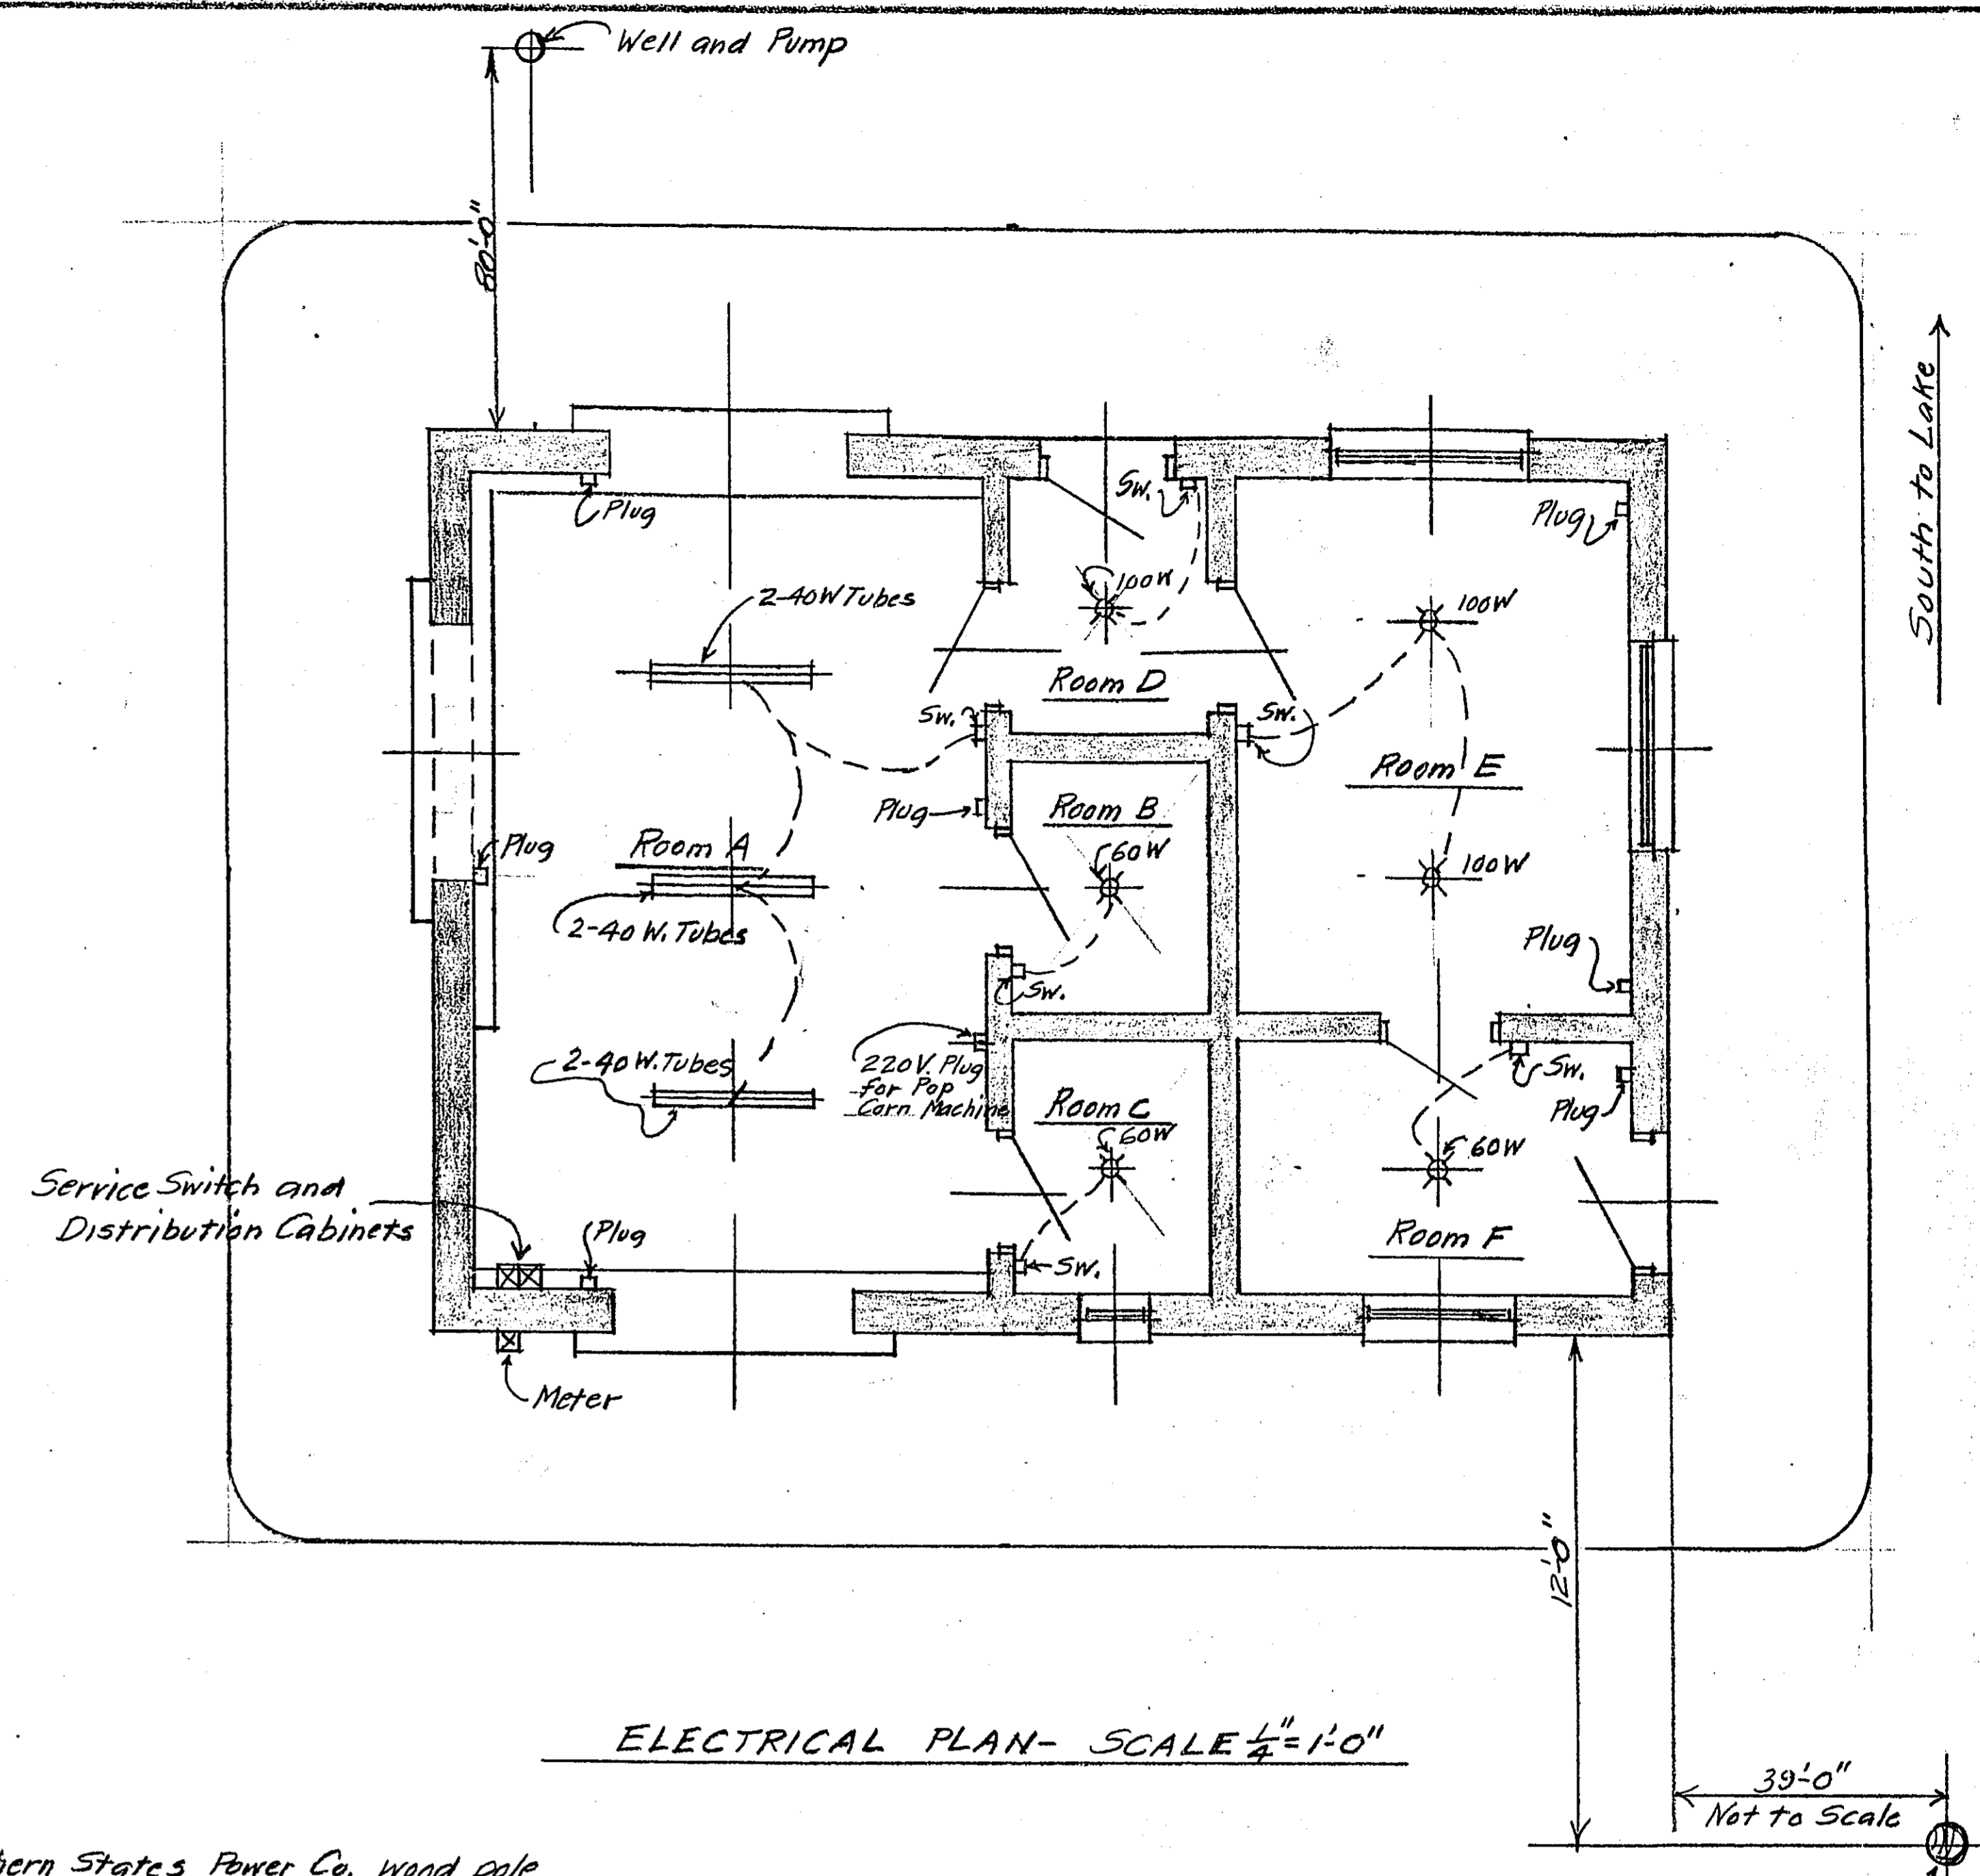 Well and Pump
80'-0"
South to Lake
Plug
Sw.
Plug
2-40W Tubes
100W
100W
Room D
Sw.
Sw.
Room E
Plug
Room B
Plug
Room A
60W
100W
2-40 W. Tubes
Plug
Sw.
2-40 W. Tubes
220 V. Plug
for Pop
Corn Machine
Sw.
Room C
Plug
60W
60W
Service Switch and
Distribution Cabinets
Plug
Room F
Sw.
Meter
12'-0"
ELECTRICAL PLAN- SCALE 1/4"=1'-0"
39'-0"
Not to Scale
States Power Co. wood pole